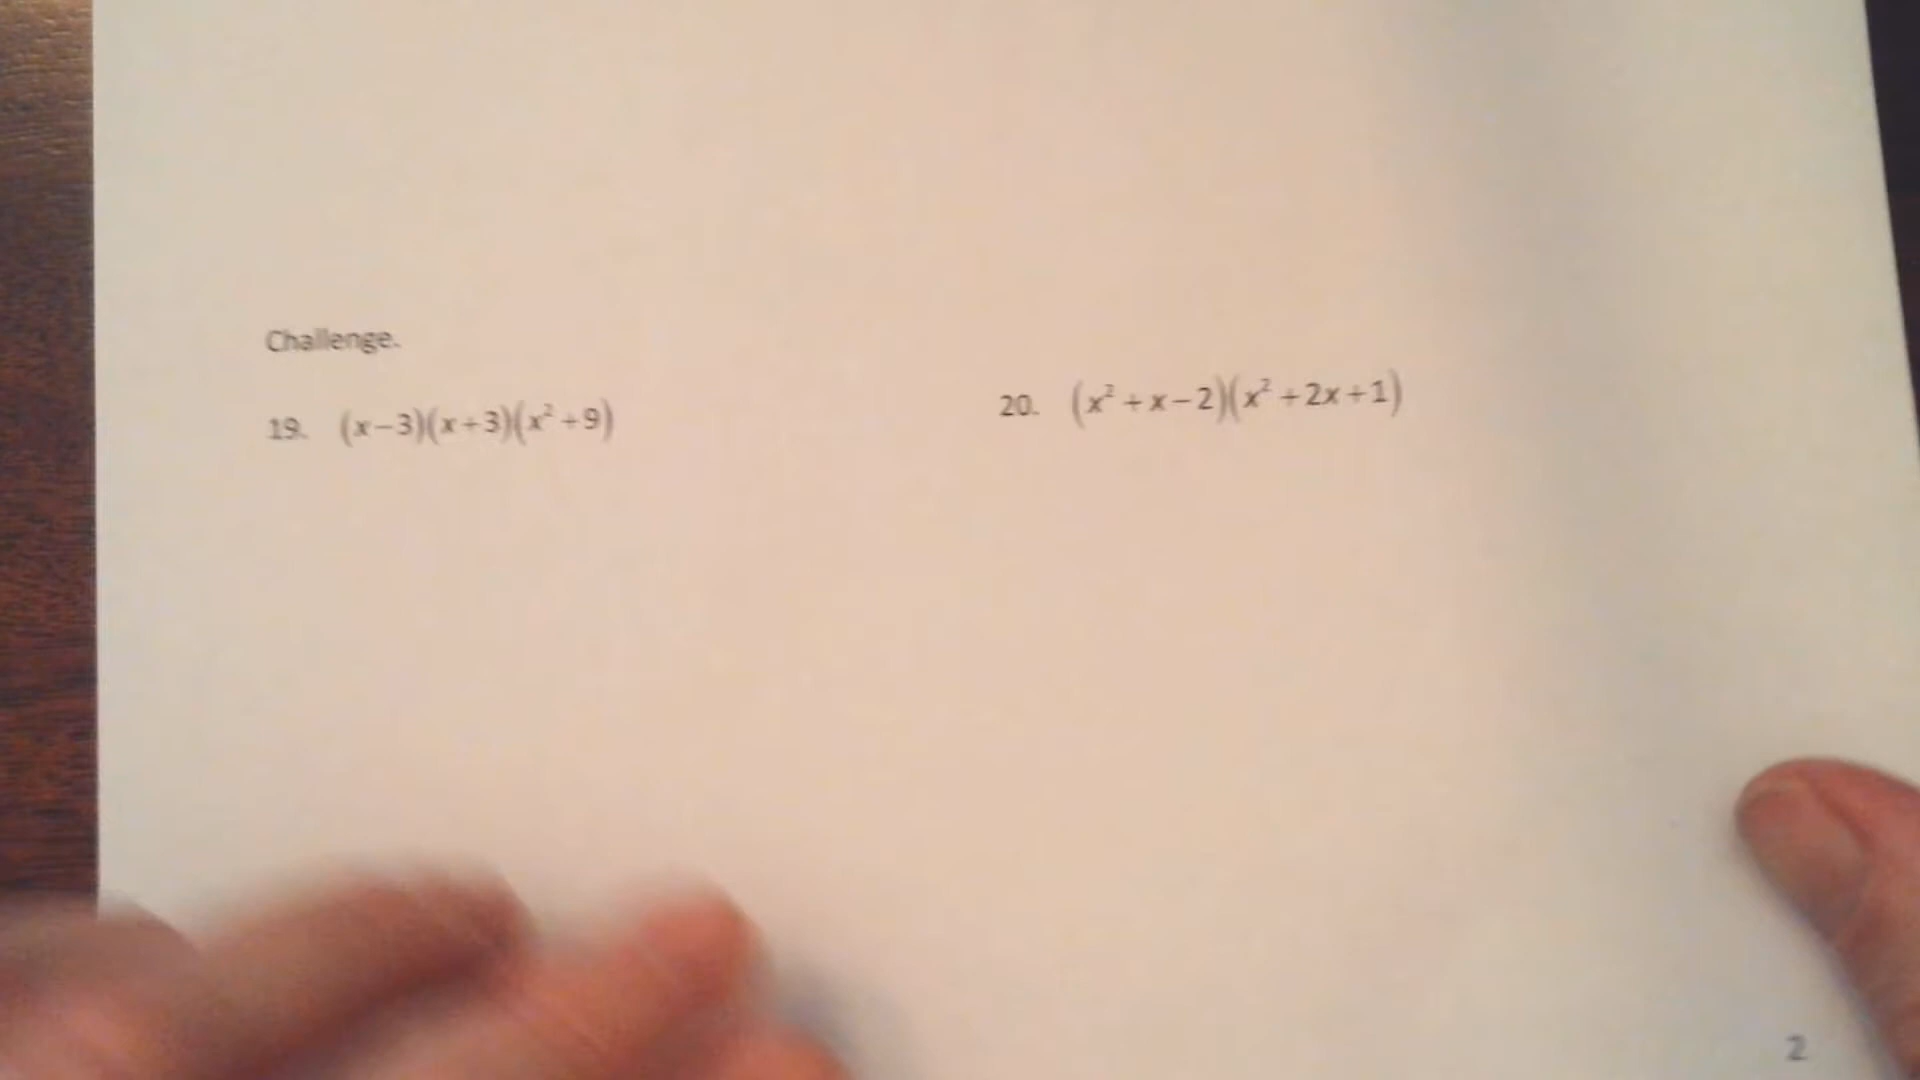 Challenge.
19. (x-3)(x+3)(x²+9)
20. (x²+x-2)(x²+2x+1)
2